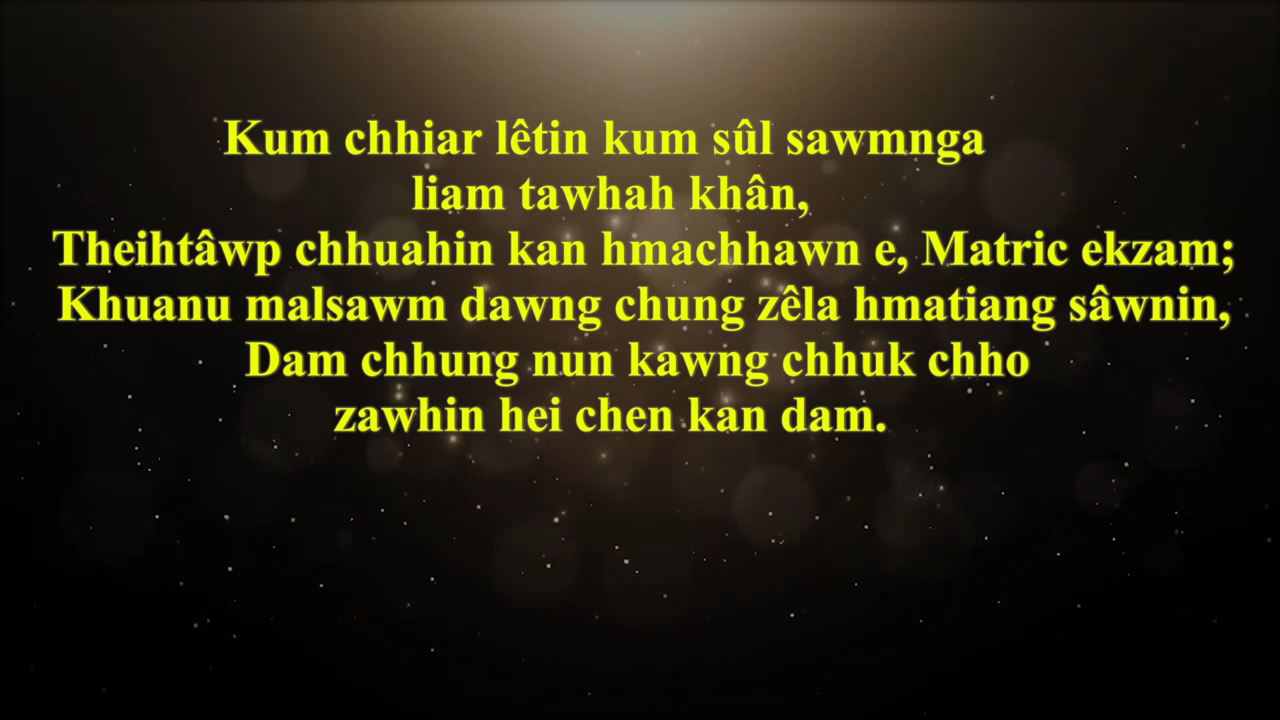 Kum chhiar lêtin kum sûl sawmnga
liam tawhah khân,
Theihtâwp chhuahin kan hmachhawn e, Matric ekzam;
Khuanu malsawm dawng chung zêla hmatiang sâwnin,
Dam chhung nun kawng chhuk chho
zawhin hei chen kan dam.